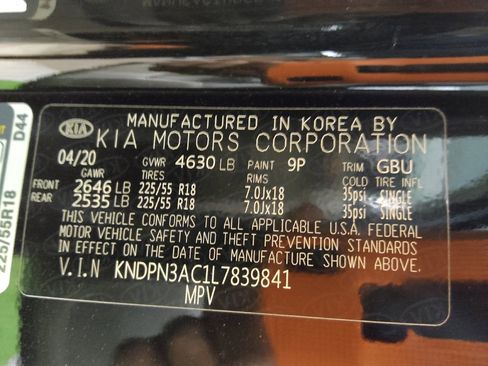 KIA MANUFACTURED IN KOREA BY
KIA MOTORS CORPORATION
04/20 GVWR 4630 LB PAINT 9P TRIM GBU
GAWR TIRES RIMS COLD TIRE INFL
FRONT 2646 LB 225/55 R18 7.0Jx18 35psi SINGLE
REAR 2535 LB 225/55 R18 7.0Jx18 35psi SINGLE
THIS VEHICLE CONFORMS TO ALL APPLICABLE U.S.A. FEDERAL
MOTOR VEHICLE SAFETY AND THEFT PREVENTION STANDARDS
IN EFFECT ON THE DATE OF MANUFACTURE SHOWN ABOVE.
V.I.N KNDPN3AC1L7839841
MPV
225/55R18
D44